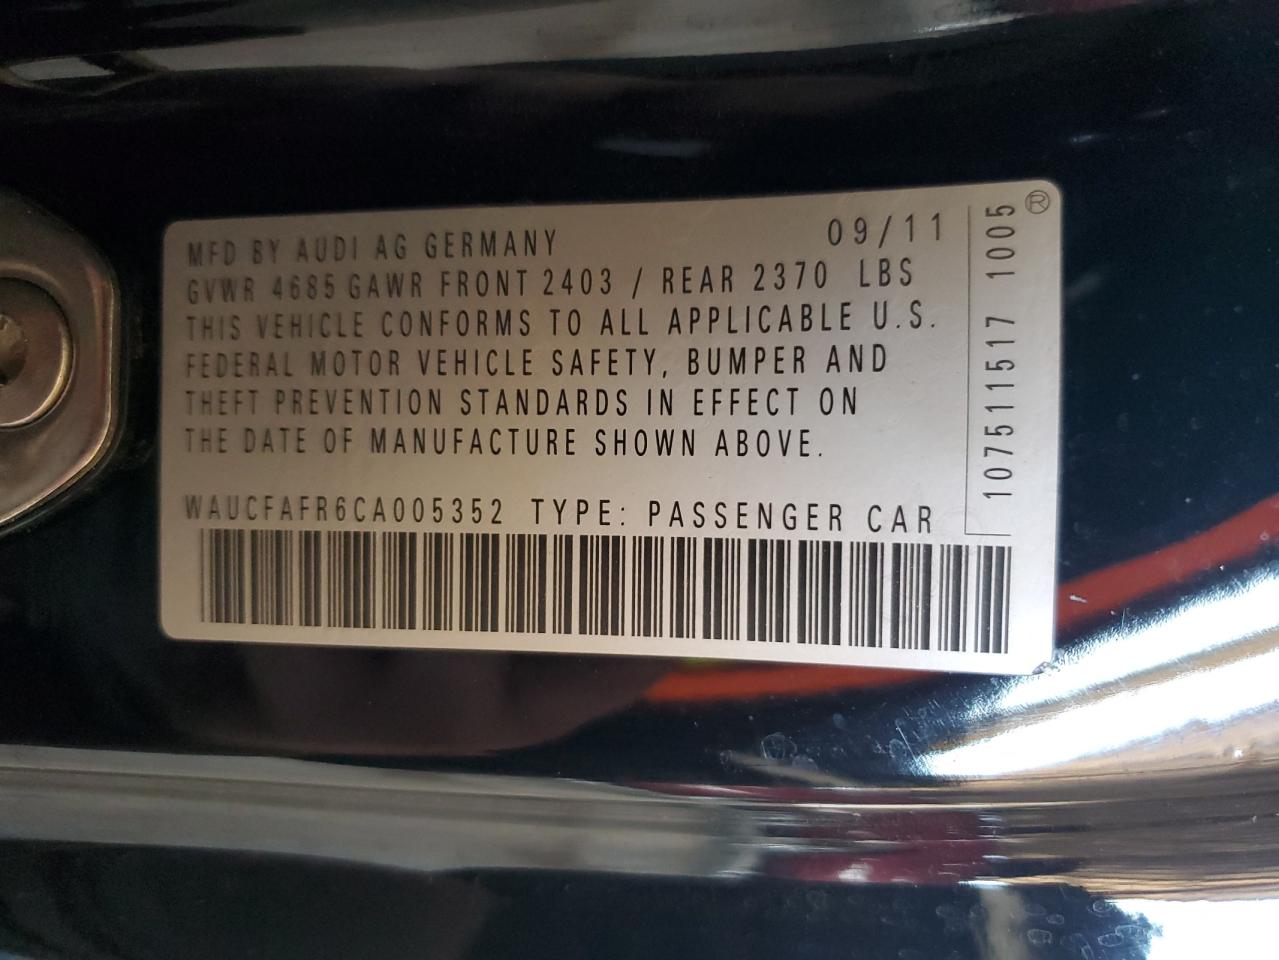 MFD BY AUDI AG GERMANY 09/11
GVWR 4685 GAWR FRONT 2403 / REAR 2370 LBS
THIS VEHICLE CONFORMS TO ALL APPLICABLE U.S.
FEDERAL MOTOR VEHICLE SAFETY, BUMPER AND
THEFT PREVENTION STANDARDS IN EFFECT ON
THE DATE OF MANUFACTURE SHOWN ABOVE.
WAUCFAFR6CA005352 TYPE: PASSENGER CAR
10751151​7 1005
®